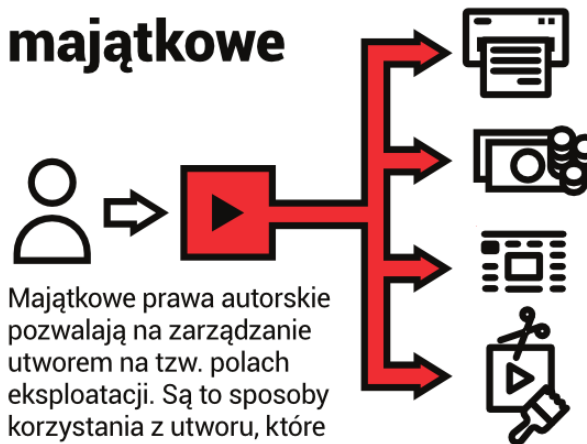 majątkowe
Majątkowe prawa autorskie
pozwalają na zarządzanie
utworem na tzw. polach
eksploatacji. Są to sposoby
korzystania z utworu, które